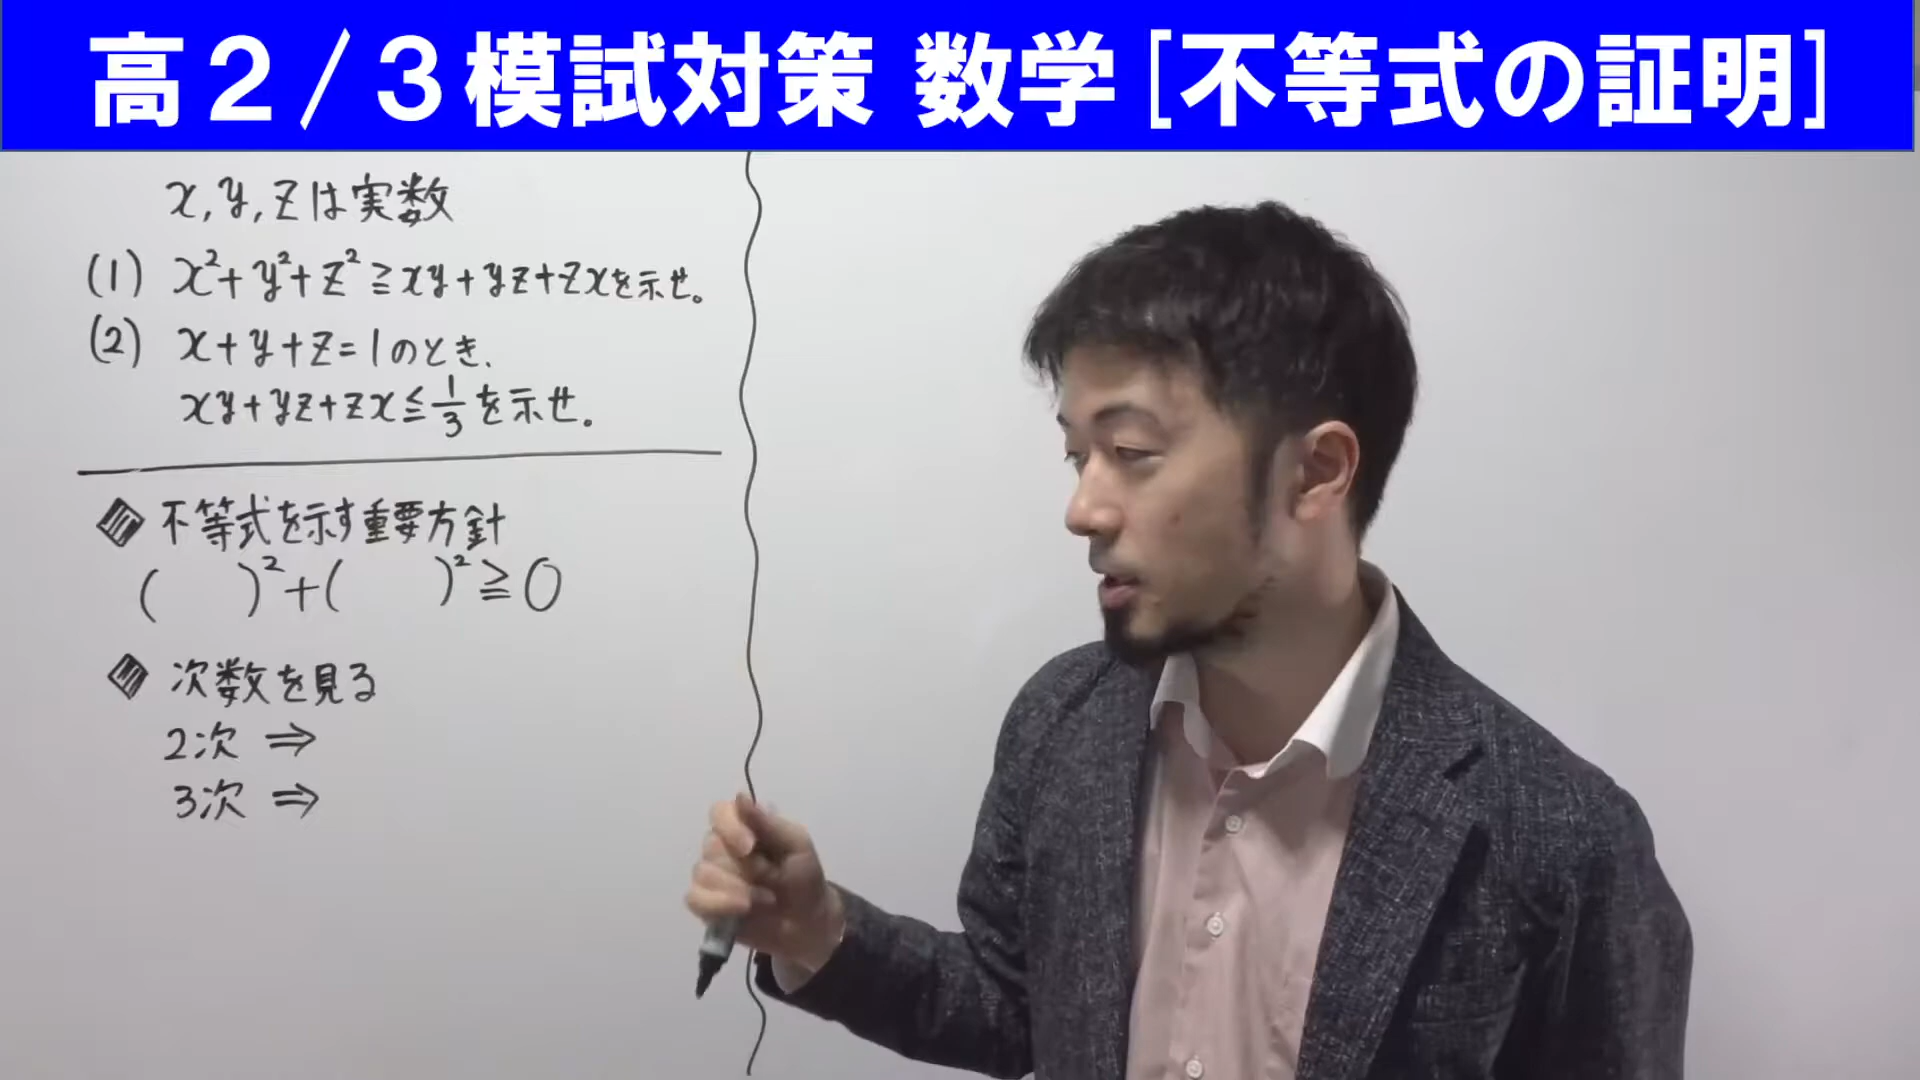 高2/3模試対策 数学[不等式の証明]
x,y,zは実数
(1) x²+y²+z²≧xy+yz+zxを示せ。
(2) x+y+z=1のとき、
xy+yz+zx≦1/3を示せ。
不等式を示す重要方針
( )²+( )²≧0
次数を見る
2次 ⇒
3次 ⇒